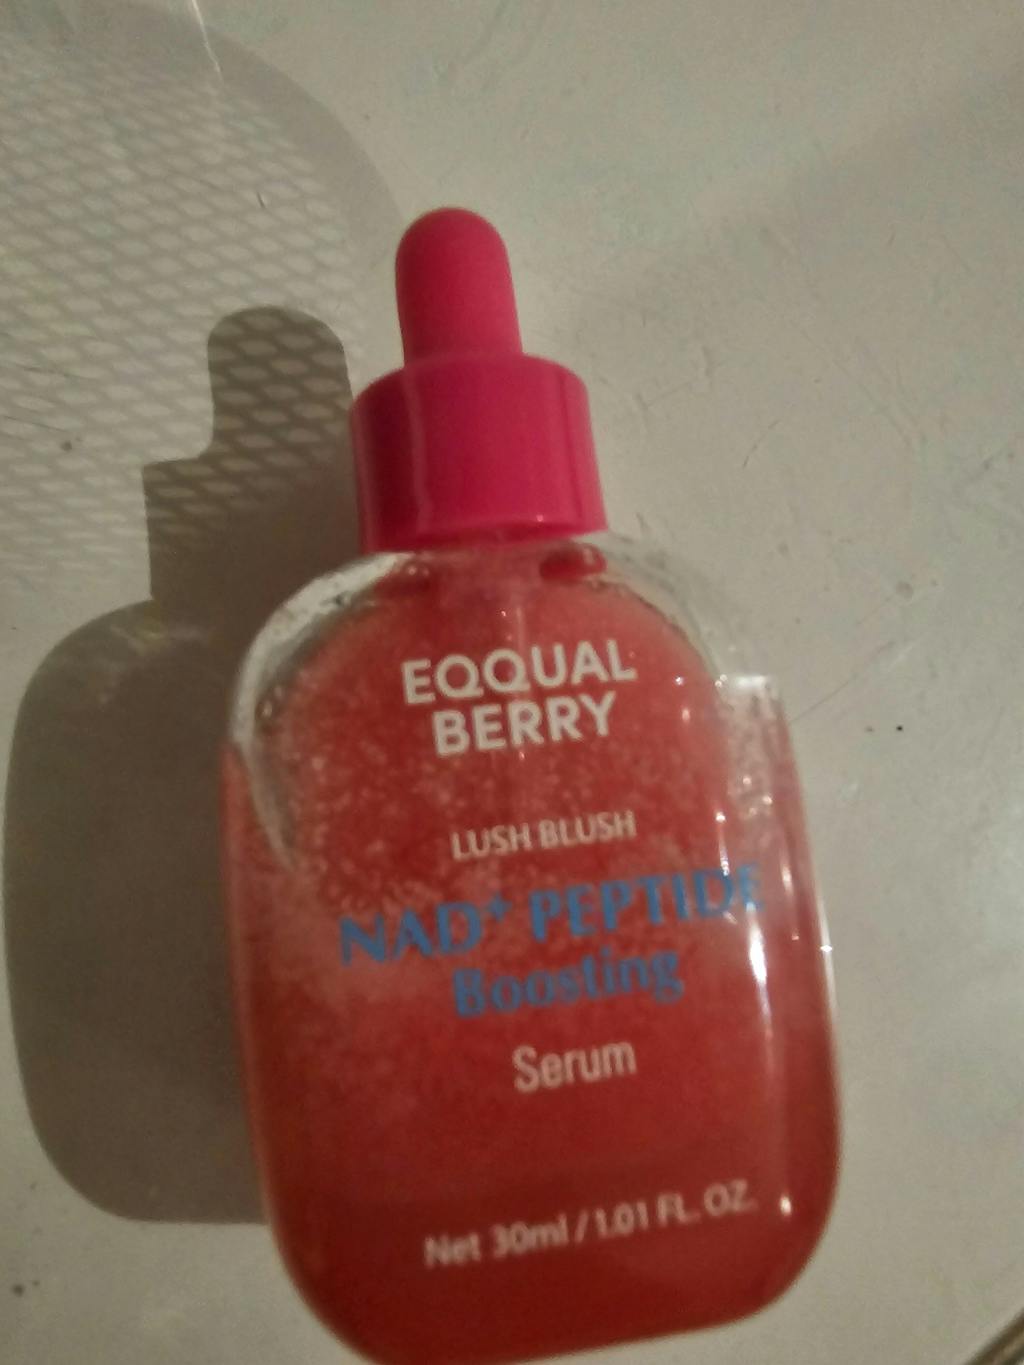 EQQUAL
BERRY
LUSH BLUSH
NAD+ PEPTIDE
Boosting
Serum
Net 30ml / 1.01 FL. OZ.